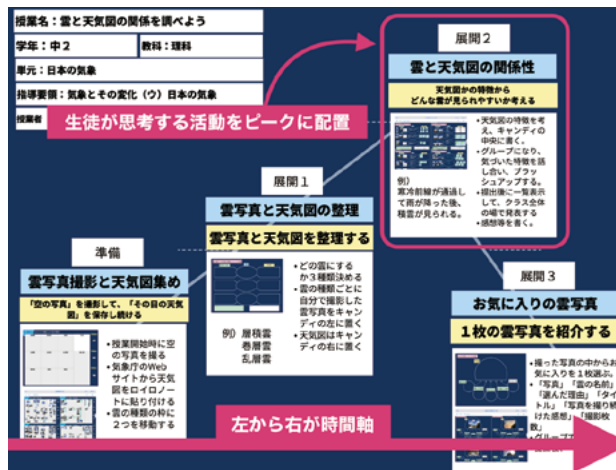 授業名：雲と天気図の関係を調べよう
学年：中２
教科：理科
単元：日本の気象
指導要領：気象とその変化（ウ）日本の気象
授業者
生徒が思考する活動をピークに配置
展開２
雲と天気図の関係性
天気図かの特徴から
どんな雲が見られやすいか考える
・天気図の特徴を考
え、キャンディの
中央に書く。
・グループになり、
気づいた特徴を話
し合い、ブラッ
シュアップする。
・提出後に一覧表示
して、クラス全体
の場で発表する
・感想等を書く。
例）
寒冷前線が通過し
て雨が降った後、
積雲が見られる。
展開１
雲写真と天気図の整理
雲写真と天気図を整理する
・どの雲にする
か３種類決める
・雲の種類ごとに
自分で撮影した
雲写真をキャン
ディの左に置く
・天気図はキャン
ディの右に置く
例）層積雲
巻層雲
乱層雲
準備
雲写真撮影と天気図集め
「空の写真」を撮影して、「その日の天気
図」を保存し続ける
・授業開始時に空
の写真を撮る
・気象庁のWeb
サイトから天気
図をロイロノー
トに貼り付ける
・雲の種類の枠に
２つを移動する
展開３
お気に入りの雲写真
１枚の雲写真を紹介する
・撮った写真の中からお
気に入りを１枚選ぶ。
・「写真」「雲の名前」
「選んだ理由」「タイ
トル」「写真を撮り続
けた感想」「撮影枚
数」
・グループで
左から右が時間軸